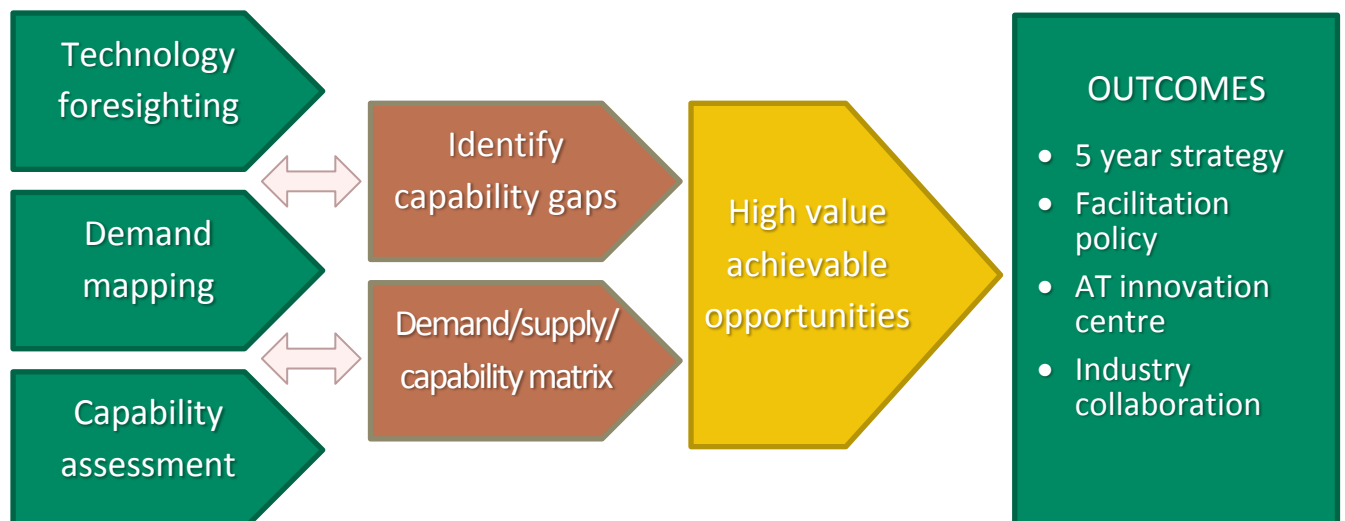 Technology
foresighting
Demand
mapping
Capability
assessment
Identify
capability gaps
Demand/supply/
capability matrix
High value
achievable
opportunities
OUTCOMES
• 5 year strategy
• Facilitation
policy
• AT innovation
centre
• Industry
collaboration